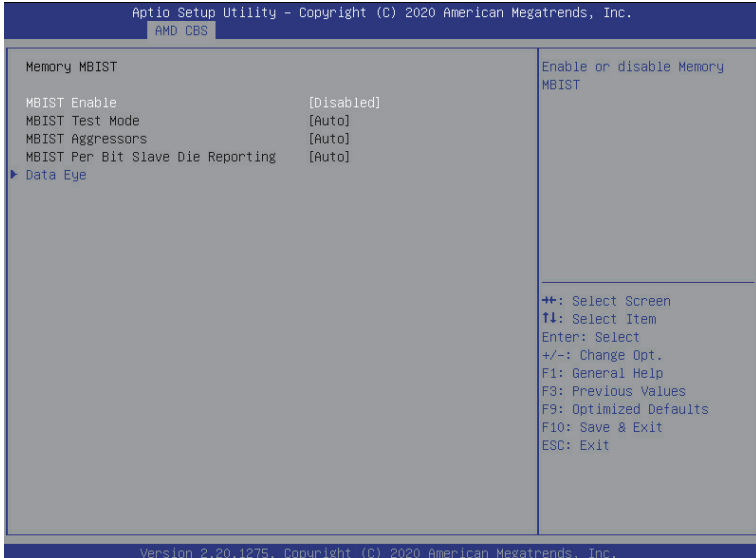 Aptio Setup Utility – Copyright (C) 2020 American Megatrends, Inc.
AMD CBS
Memory MBIST
MBIST Enable [Disabled]
MBIST Test Mode [Auto]
MBIST Aggressors [Auto]
MBIST Per Bit Slave Die Reporting [Auto]
Data Eye
Enable or disable Memory
MBIST
→←: Select Screen
↑↓: Select Item
Enter: Select
+/-: Change Opt.
F1: General Help
F3: Previous Values
F9: Optimized Defaults
F10: Save & Exit
ESC: Exit
Version 2.20.1275. Copyright (C) 2020 American Megatrends, Inc.